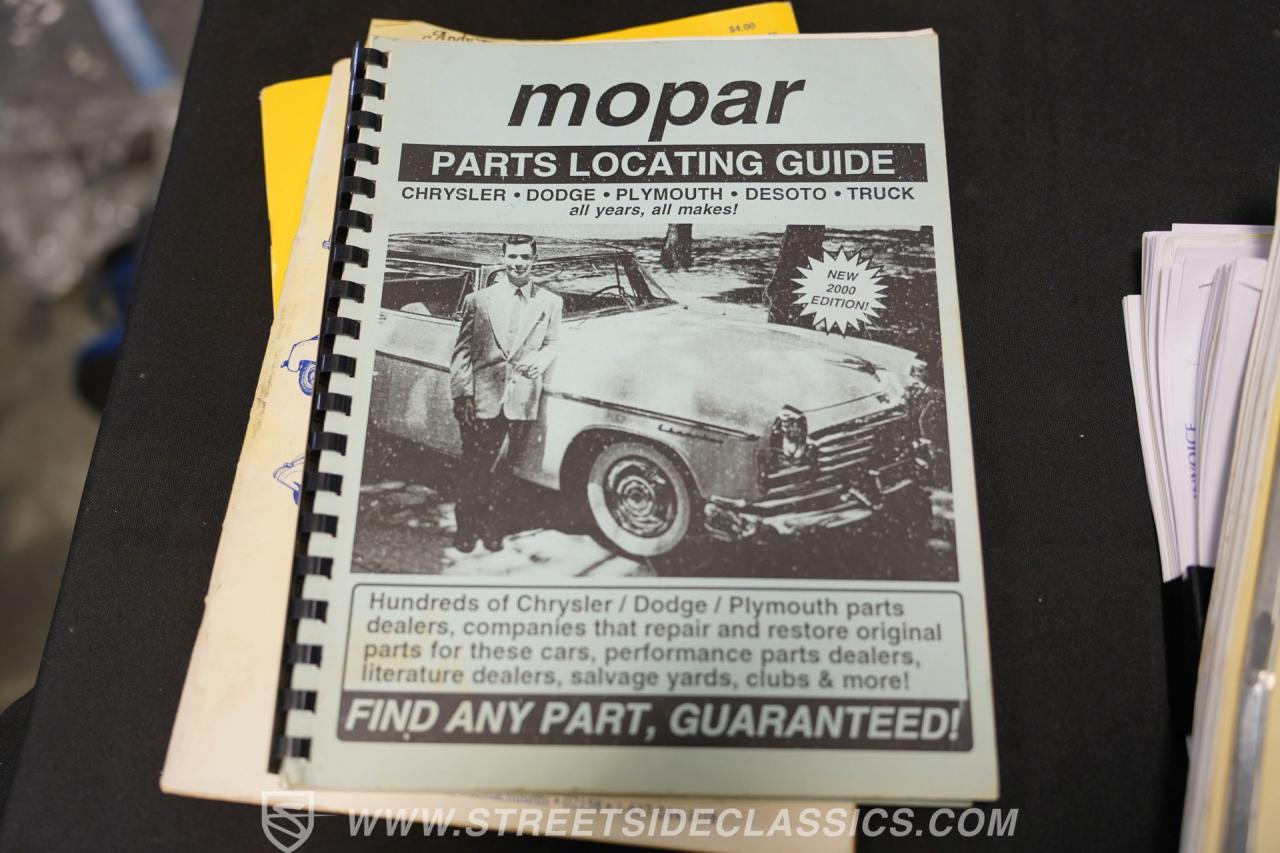 $4.00
Andy
mopar
PARTS LOCATING GUIDE
CHRYSLER • DODGE • PLYMOUTH • DESOTO • TRUCK
all years, all makes!
NEW
2000
EDITION!
Hundreds of Chrysler / Dodge / Plymouth parts
dealers, companies that repair and restore original
parts for these cars, performance parts dealers,
literature dealers, salvage yards, clubs & more!
FIND ANY PART, GUARANTEED!
INVOICE
WWW.STREETSIDECLASSICS.COM